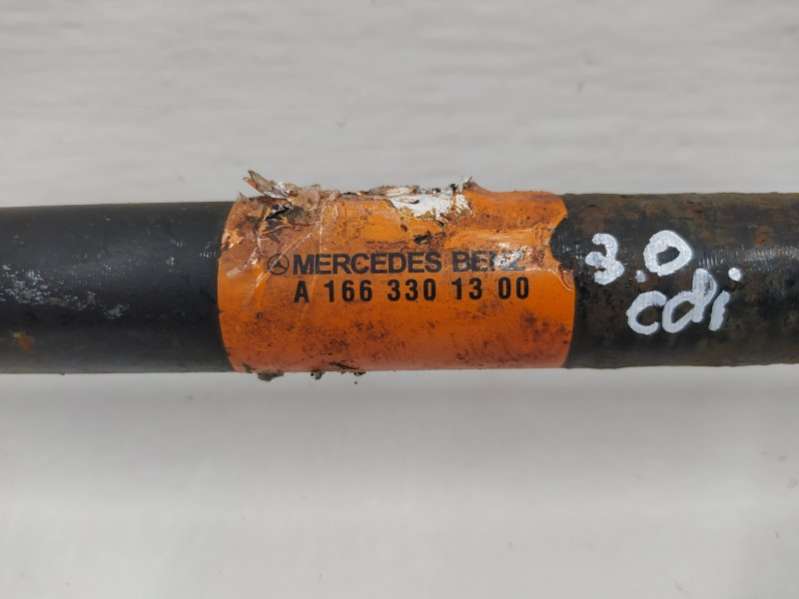 MERCEDES BENZ
A 166 330 13 00
3.0
cdi